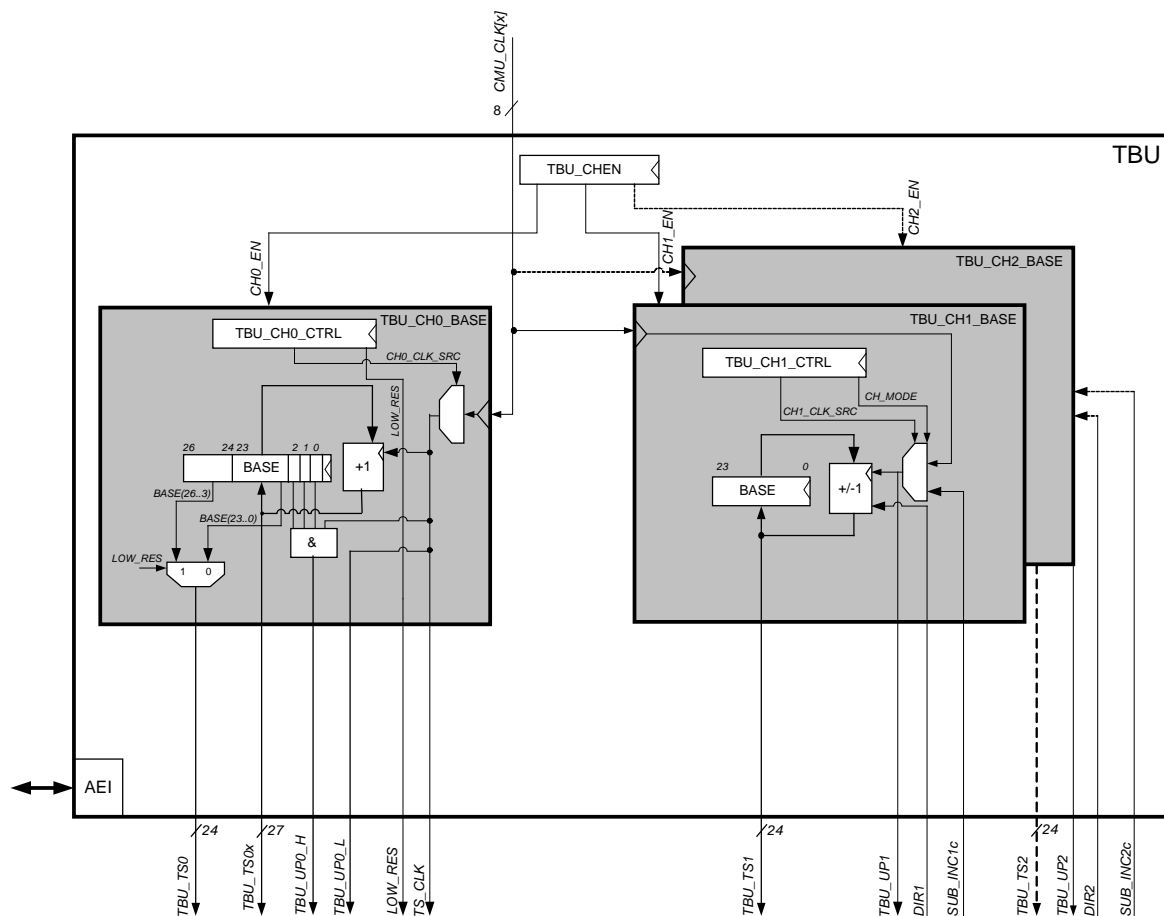 CMU_CLK[x]
8
TBU
TBU_CHEN
CH0_EN
CH1_EN
CH2_EN
TBU_CH2_BASE
TBU_CH0_BASE
TBU_CH1_BASE
TBU_CH0_CTRL
CH0_CLK_SRC
LOW_RES
TBU_CH1_CTRL
CH_MODE
CH1_CLK_SRC
26 24 23 2 1 0
BASE
+1
BASE(26..3)
BASE(23..0)
&
LOW_RES
1 0
23 0
BASE
+/-1
AEI
24
27
24
24
TBU_TS0
TBU_TS0x
TBU_UP0_H
TBU_UP0_L
LOW_RES
TS_CLK
TBU_TS1
TBU_UP1
DIR1
SUB_INC1c
TBU_TS2
TBU_UP2
DIR2
SUB_INC2c